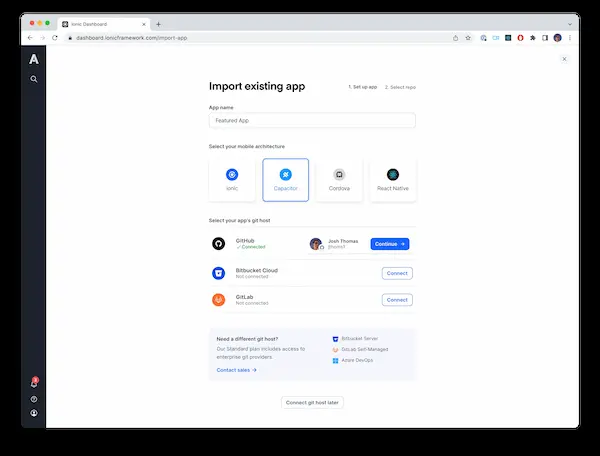 Ionic Dashboard
dashboard.ionicframework.com/import-app
A
Import existing app
1. Set up app 2. Select repo
App name
Featured App
Select your mobile architecture
ionic Capacitor Cordova React Native
Select your app's git host
GitHub Josh Thomas Continue →
✓ Connected
Bitbucket Cloud Connect
Not connected
GitLab Connect
Not connected
Need a different git host? Bitbucket Server
Our Standard plan includes access to GitLab Self-Managed
enterprise git providers Azure DevOps
Contact sales →
Connect git host later